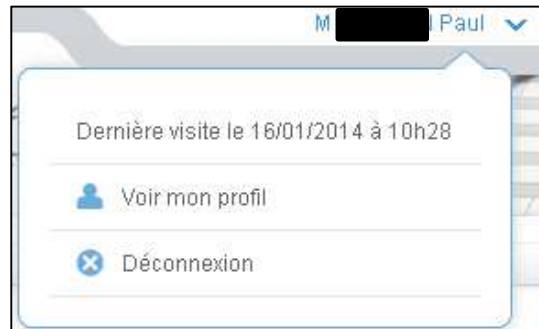 M Paul
Dernière visite le 16/01/2014 à 10h28
Voir mon profil
Déconnexion